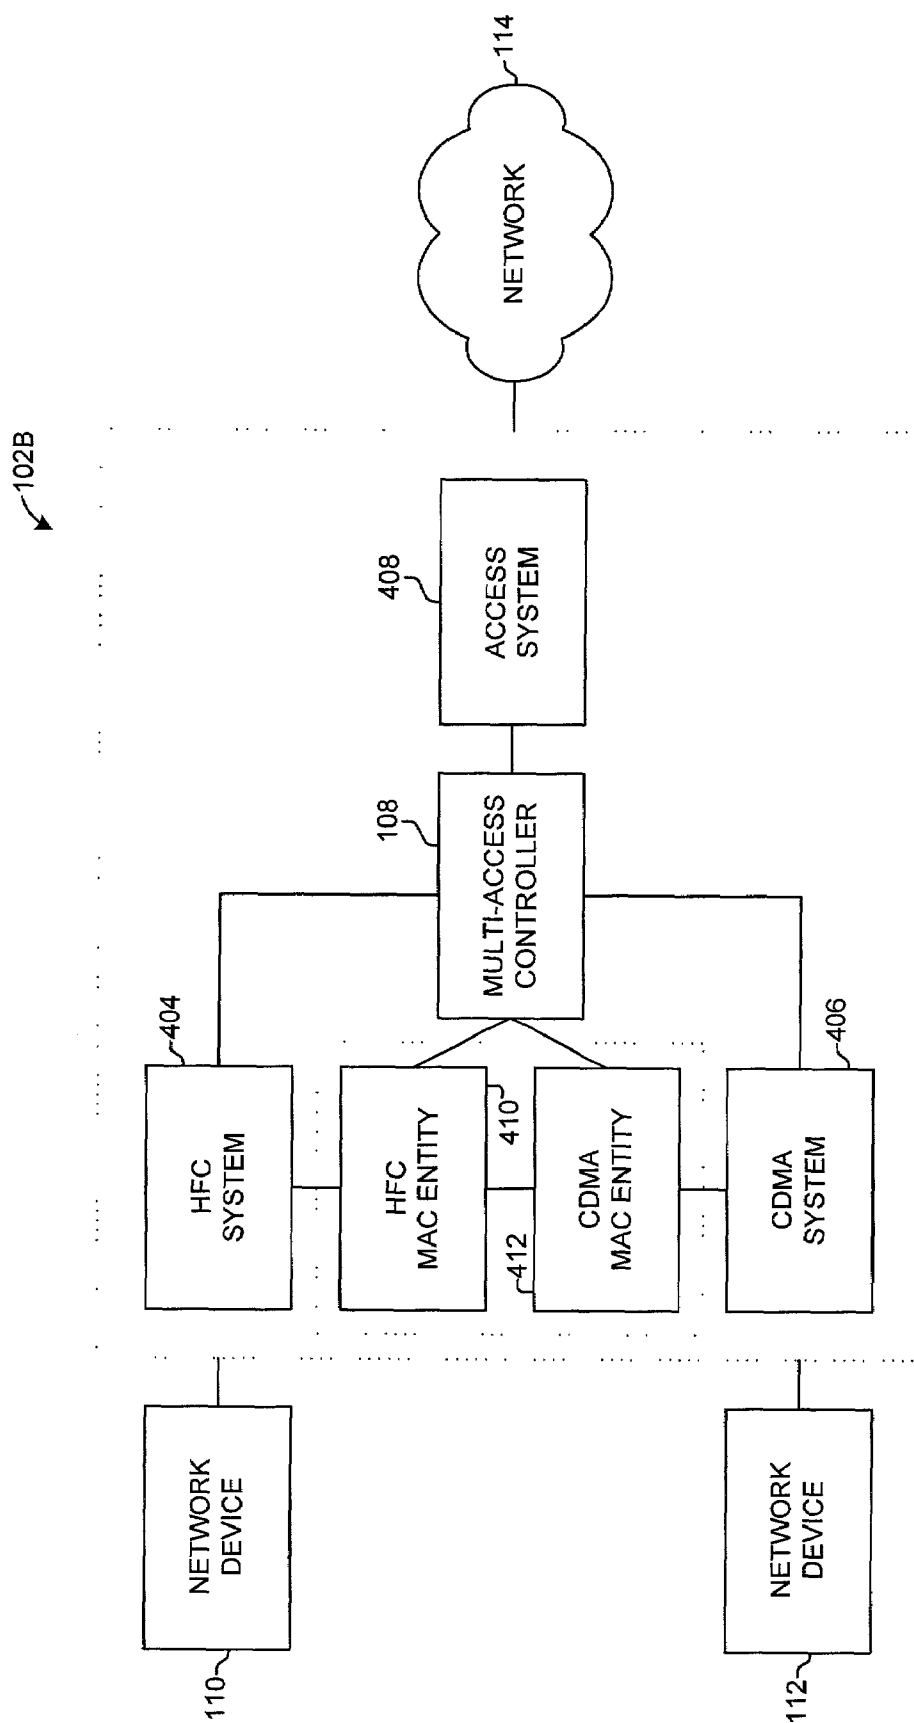 102B
NETWORK
DEVICE
110
NETWORK
DEVICE
112
HFC
SYSTEM
404
HFC
MAC ENTITY
410
CDMA
MAC ENTITY
412
CDMA
SYSTEM
406
MULTI-ACCESS
CONTROLLER
108
ACCESS
SYSTEM
408
NETWORK
114